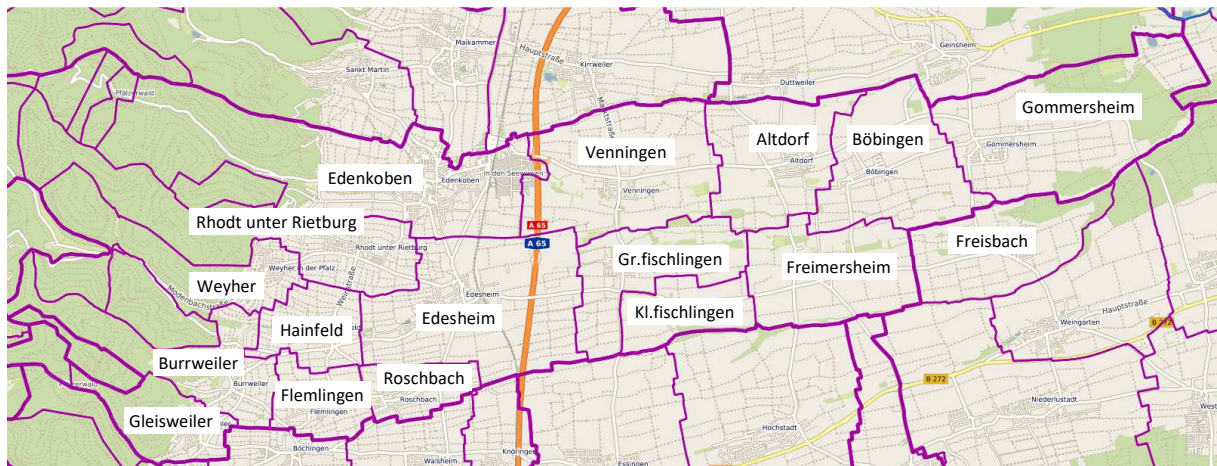 Maikammer
Hauptstraße
Kirrweiler
Geinsheim
Sankt Martin
Duttweiler
Pfälzerwald
Marktstraße
Gommersheim
Altdorf
Böbingen
Venningen
Gommersheim
Edenkoben
Edenkoben
In den Seewiesen
Altdorf
Böbingen
Venningen
Rhodt unter Rietburg
A 65
A 65
Rhodt unter Rietburg
Freisbach
Gr.fischlingen
Freimersheim
Weyher in der Pfalz
Weyher
Weinstraße
Edesheim
Modenbachstraße
Kl.fischlingen
Hauptstraße
Hainfeld
Edesheim
Weingarten
B 272
Burrweiler
Roschbach
B 272
Burrweiler
Flemlingen
Roschbach
Niederlustadt
Flemlingen
Gleisweiler
Hochstadt
Böchingen
Knöringen
Walsheim
Essingen